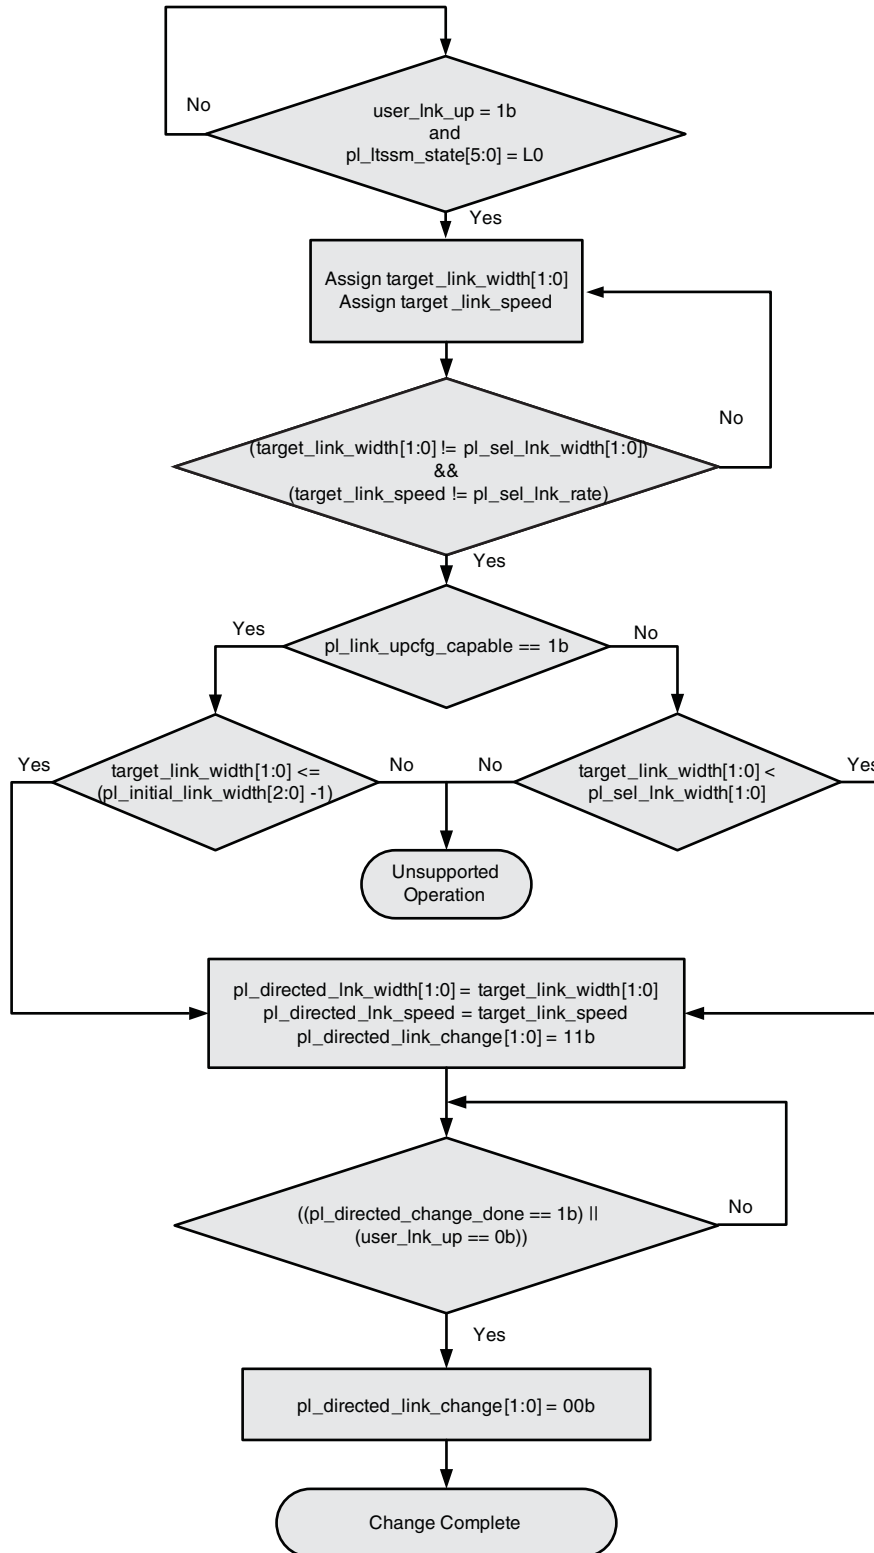 No
user_lnk_up = 1b
and
pl_ltssm_state[5:0] = L0
Yes
Assign target_link_width[1:0]
Assign target_link_speed
No
(target_link_width[1:0] != pl_sel_lnk_width[1:0])
&&
(target_link_speed != pl_sel_lnk_rate)
Yes
Yes
pl_link_upcfg_capable == 1b
No
Yes
target_link_width[1:0] <=
(pl_initial_link_width[2:0] -1)
No
No
target_link_width[1:0] <
pl_sel_lnk_width[1:0]
Yes
Unsupported
Operation
pl_directed_lnk_width[1:0] = target_link_width[1:0]
pl_directed_lnk_speed = target_link_speed
pl_directed_link_change[1:0] = 11b
((pl_directed_change_done == 1b) ||
(user_lnk_up == 0b))
No
Yes
pl_directed_link_change[1:0] = 00b
Change Complete